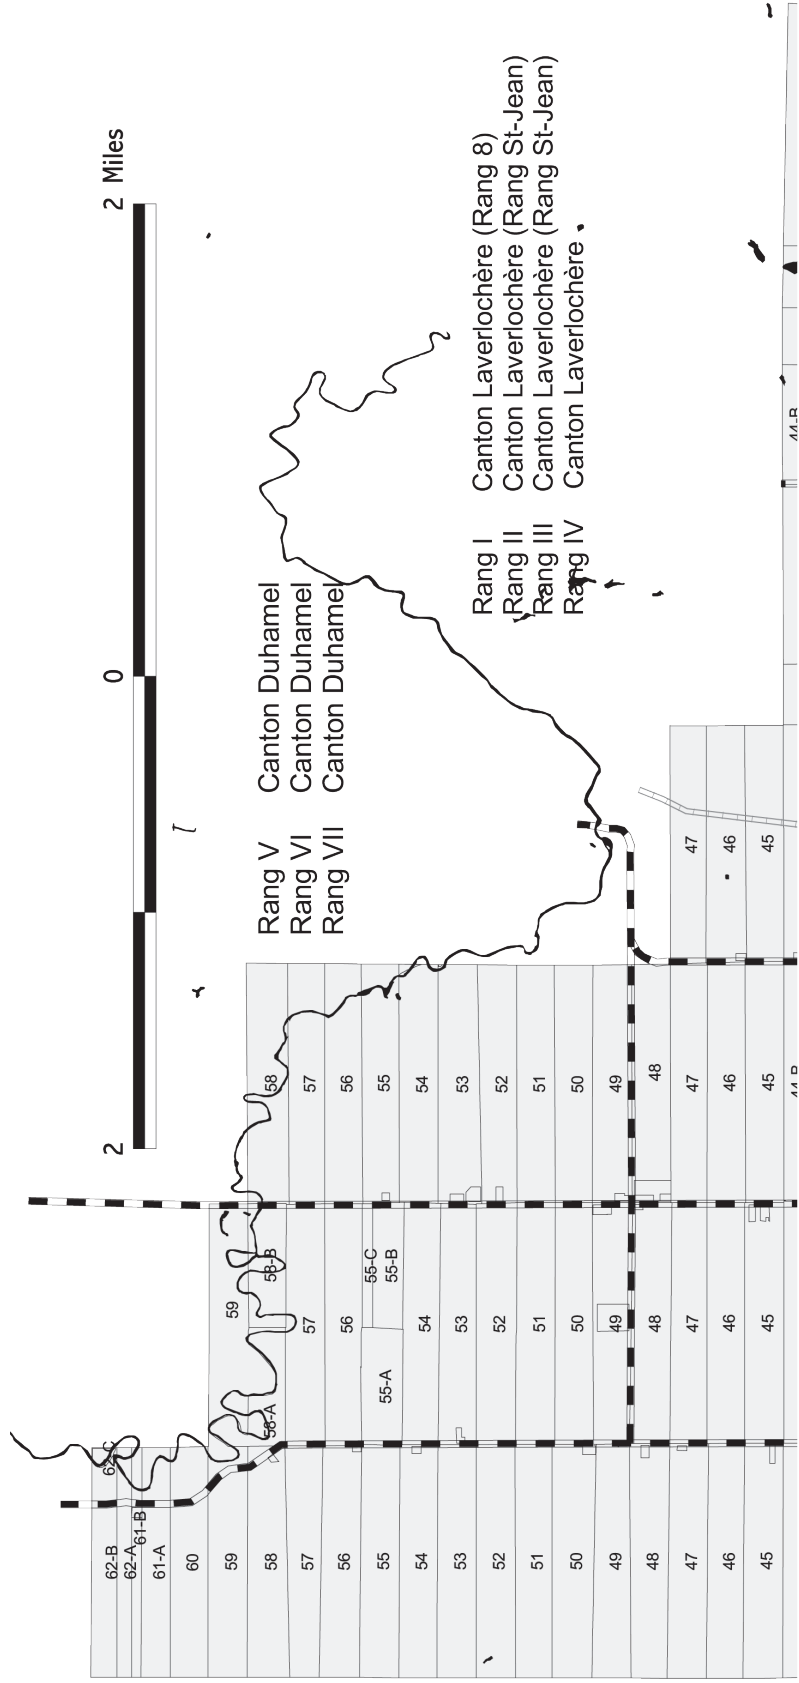 2 0 2 Miles
Rang V Canton Duhamel
Rang VI Canton Duhamel
Rang VII Canton Duhamel
Rang I Canton Laverlochère (Rang 8)
Rang II Canton Laverlochère (Rang St-Jean)
Rang III Canton Laverlochère (Rang St-Jean)
Rang IV Canton Laverlochère
47
46
45
44-B
58
57
56
55
54
53
52
51
50
49
48
47
46
45
44-B
59
58-B
58-A
57
56
55-C
55-B
55-A
54
53
52
51
50
49
48
47
46
45
62-C
62-B
62-A
61-B
61-A
60
59
58
57
56
55
54
53
52
51
50
49
48
47
46
45